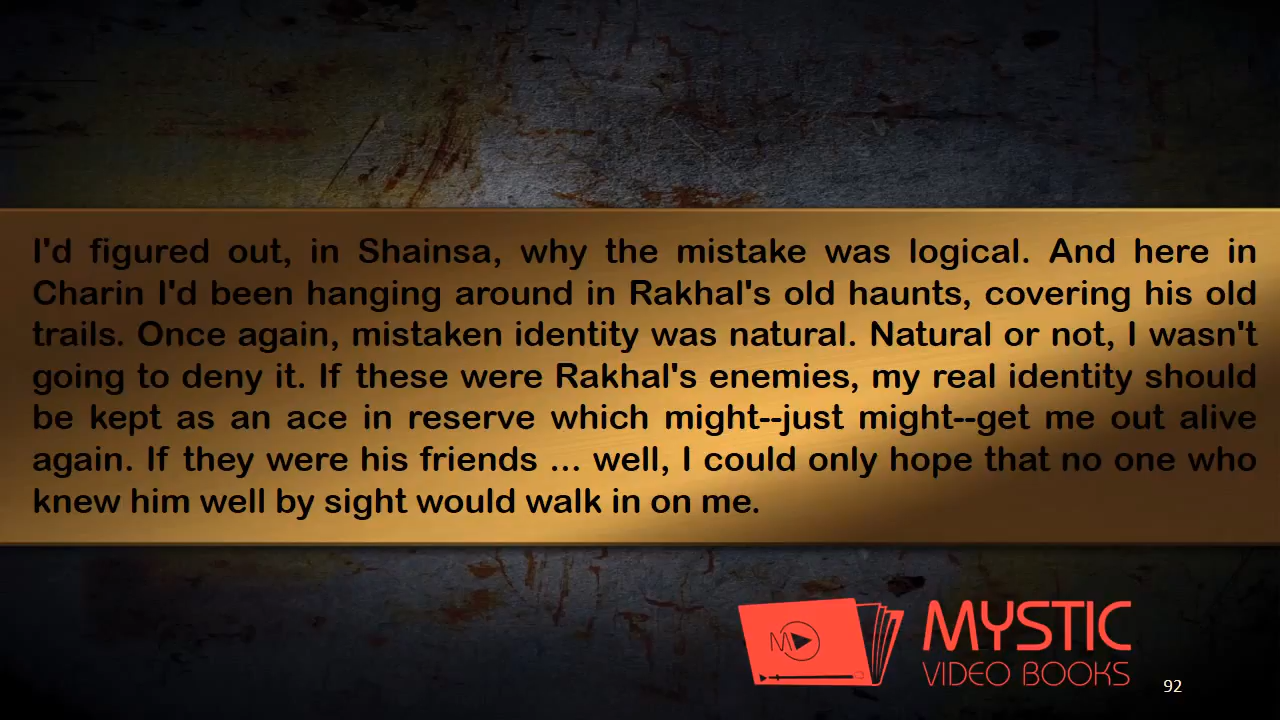 I'd figured out, in Shainsa, why the mistake was logical. And here in
Charin I'd been hanging around in Rakhal's old haunts, covering his old
trails. Once again, mistaken identity was natural. Natural or not, I wasn't
going to deny it. If these were Rakhal's enemies, my real identity should
be kept as an ace in reserve which might--just might--get me out alive
again. If they were his friends ... well, I could only hope that no one who
knew him well by sight would walk in on me.
M
MYSTIC
VIDEO BOOKS
92